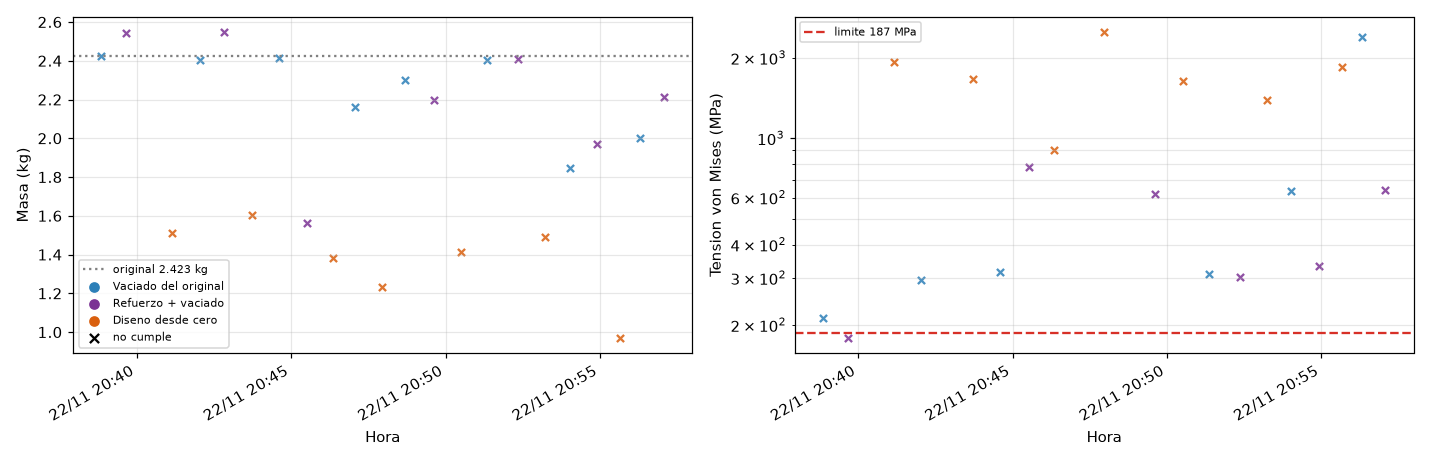 2.6
2.4
2.2
2.0
1.8
1.6
1.4
1.2
1.0
Masa (kg)
original 2.423 kg
Vaciado del original
Refuerzo + vaciado
Diseno desde cero
no cumple
22/11 20:40
22/11 20:45
22/11 20:50
22/11 20:55
Hora
limite 187 MPa
2 × 10³
10³
6 × 10²
4 × 10²
3 × 10²
2 × 10²
Tension von Mises (MPa)
22/11 20:40
22/11 20:45
22/11 20:50
22/11 20:55
Hora